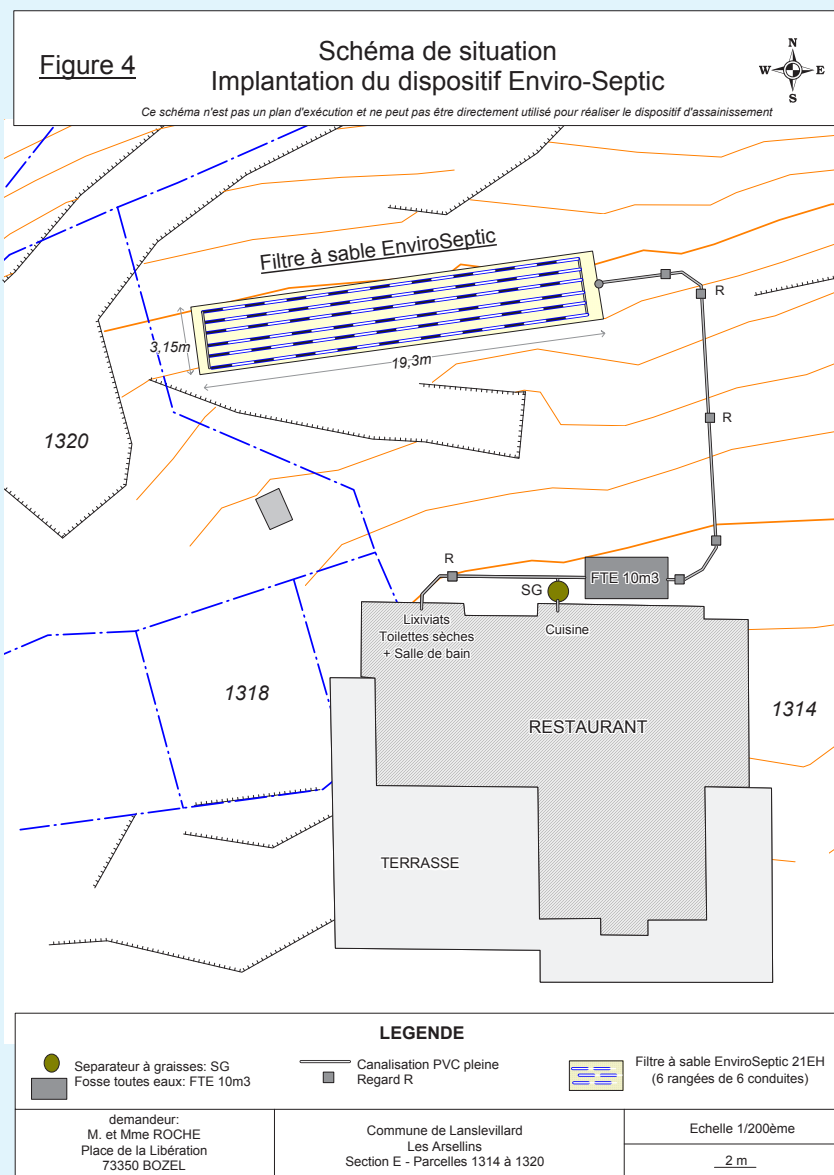 Figure 4
Schéma de situation
Implantation du dispositif Enviro-Septic
N
W
E
S
Ce schéma n'est pas un plan d'exécution et ne peut pas être directement utilisé pour réaliser le dispositif d'assainissement
Filtre à sable EnviroSeptic
R
3,15m
19,3m
R
1320
R
FTE 10m3
SG
Lixiviats
Toilettes sèches
+ Salle de bain
Cuisine
1318
1314
RESTAURANT
TERRASSE
LEGENDE
Separateur à graisses: SG
Fosse toutes eaux: FTE 10m3
Canalisation PVC pleine
Regard R
Filtre à sable EnviroSeptic 21EH
(6 rangées de 6 conduites)
demandeur:
M. et Mme ROCHE
Place de la Libération
73350 BOZEL
Commune de Lanslevillard
Les Arsellins
Section E - Parcelles 1314 à 1320
Echelle 1/200ème
2 m